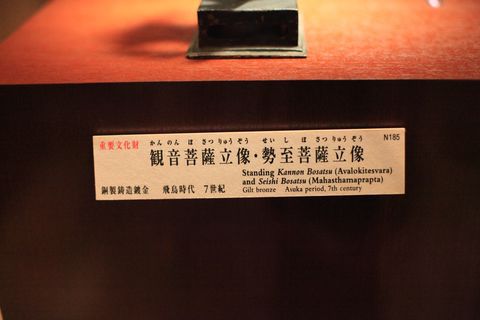 かんのんぼさつりゅうぞう せいしぼさつりゅうぞう
重要文化財 観音菩薩立像・勢至菩薩立像 N185
Standing Kannon Bosatsu (Avalokitesvara)
and Seishi Bosatsu (Mahasthamaprapta)
銅製鋳造鍍金 飛鳥時代 7世紀 Gilt bronze Asuka period, 7th century